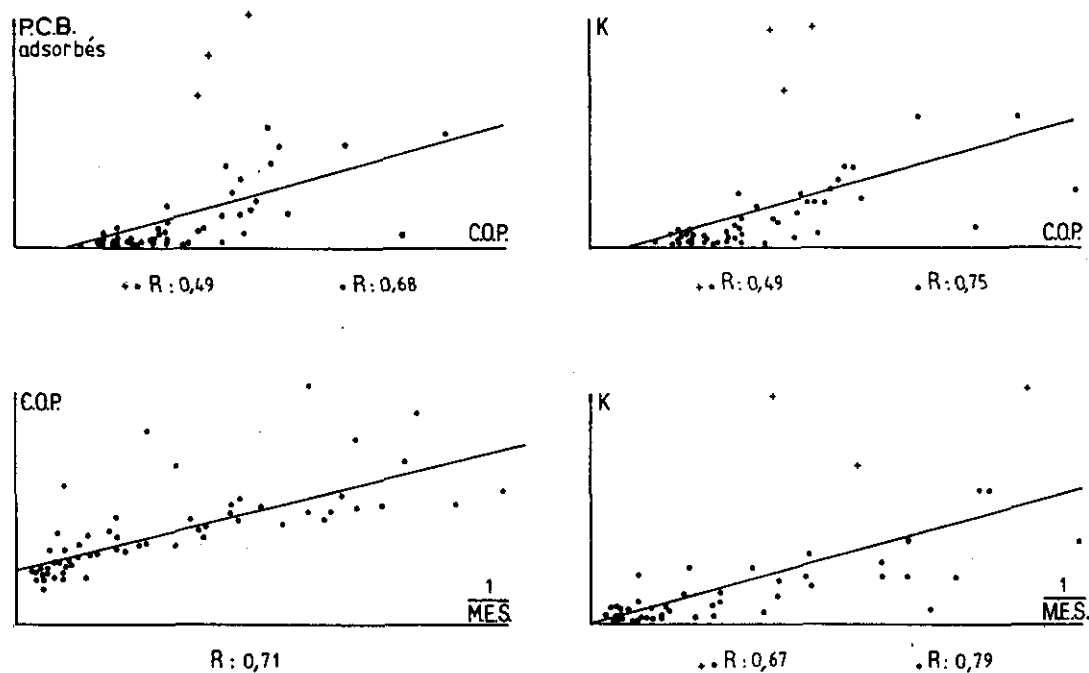 P.C.B.
adsorbés
C.O.P.
+• R : 0,49 • R : 0,68
K
C.O.P.
+• R : 0,49 • R : 0,75
C.O.P.
1
M.E.S.
R : 0,71
K
1
M.E.S.
+• R : 0,67 • R : 0,79